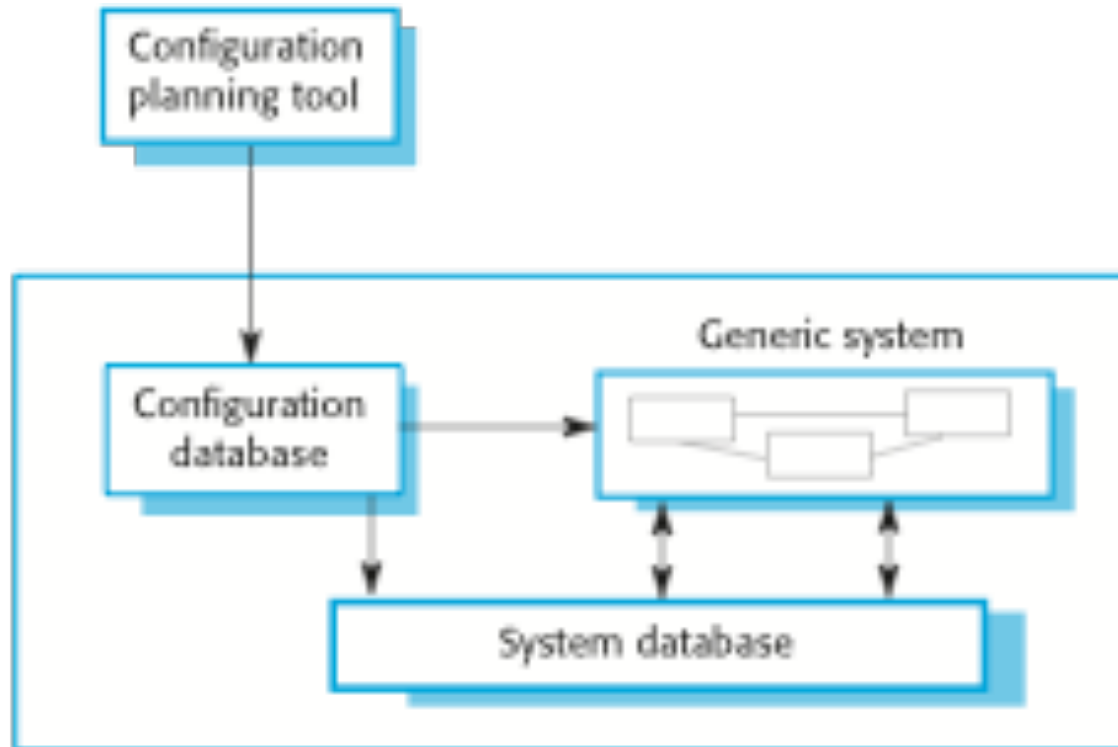 Configuration
planning tool
Generic system
Configuration
database
System database